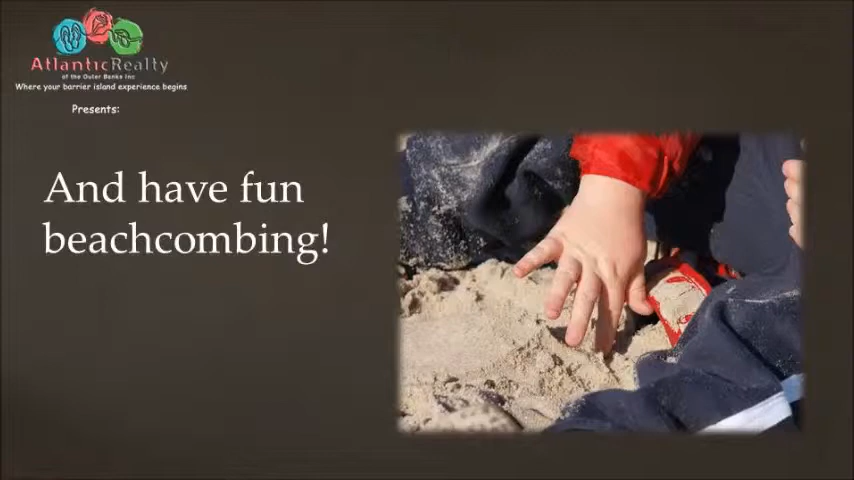 AtlanticRealty
of the Outer Banks Inc
Where your barrier island experience begins
Presents:
And have fun
beachcombing!